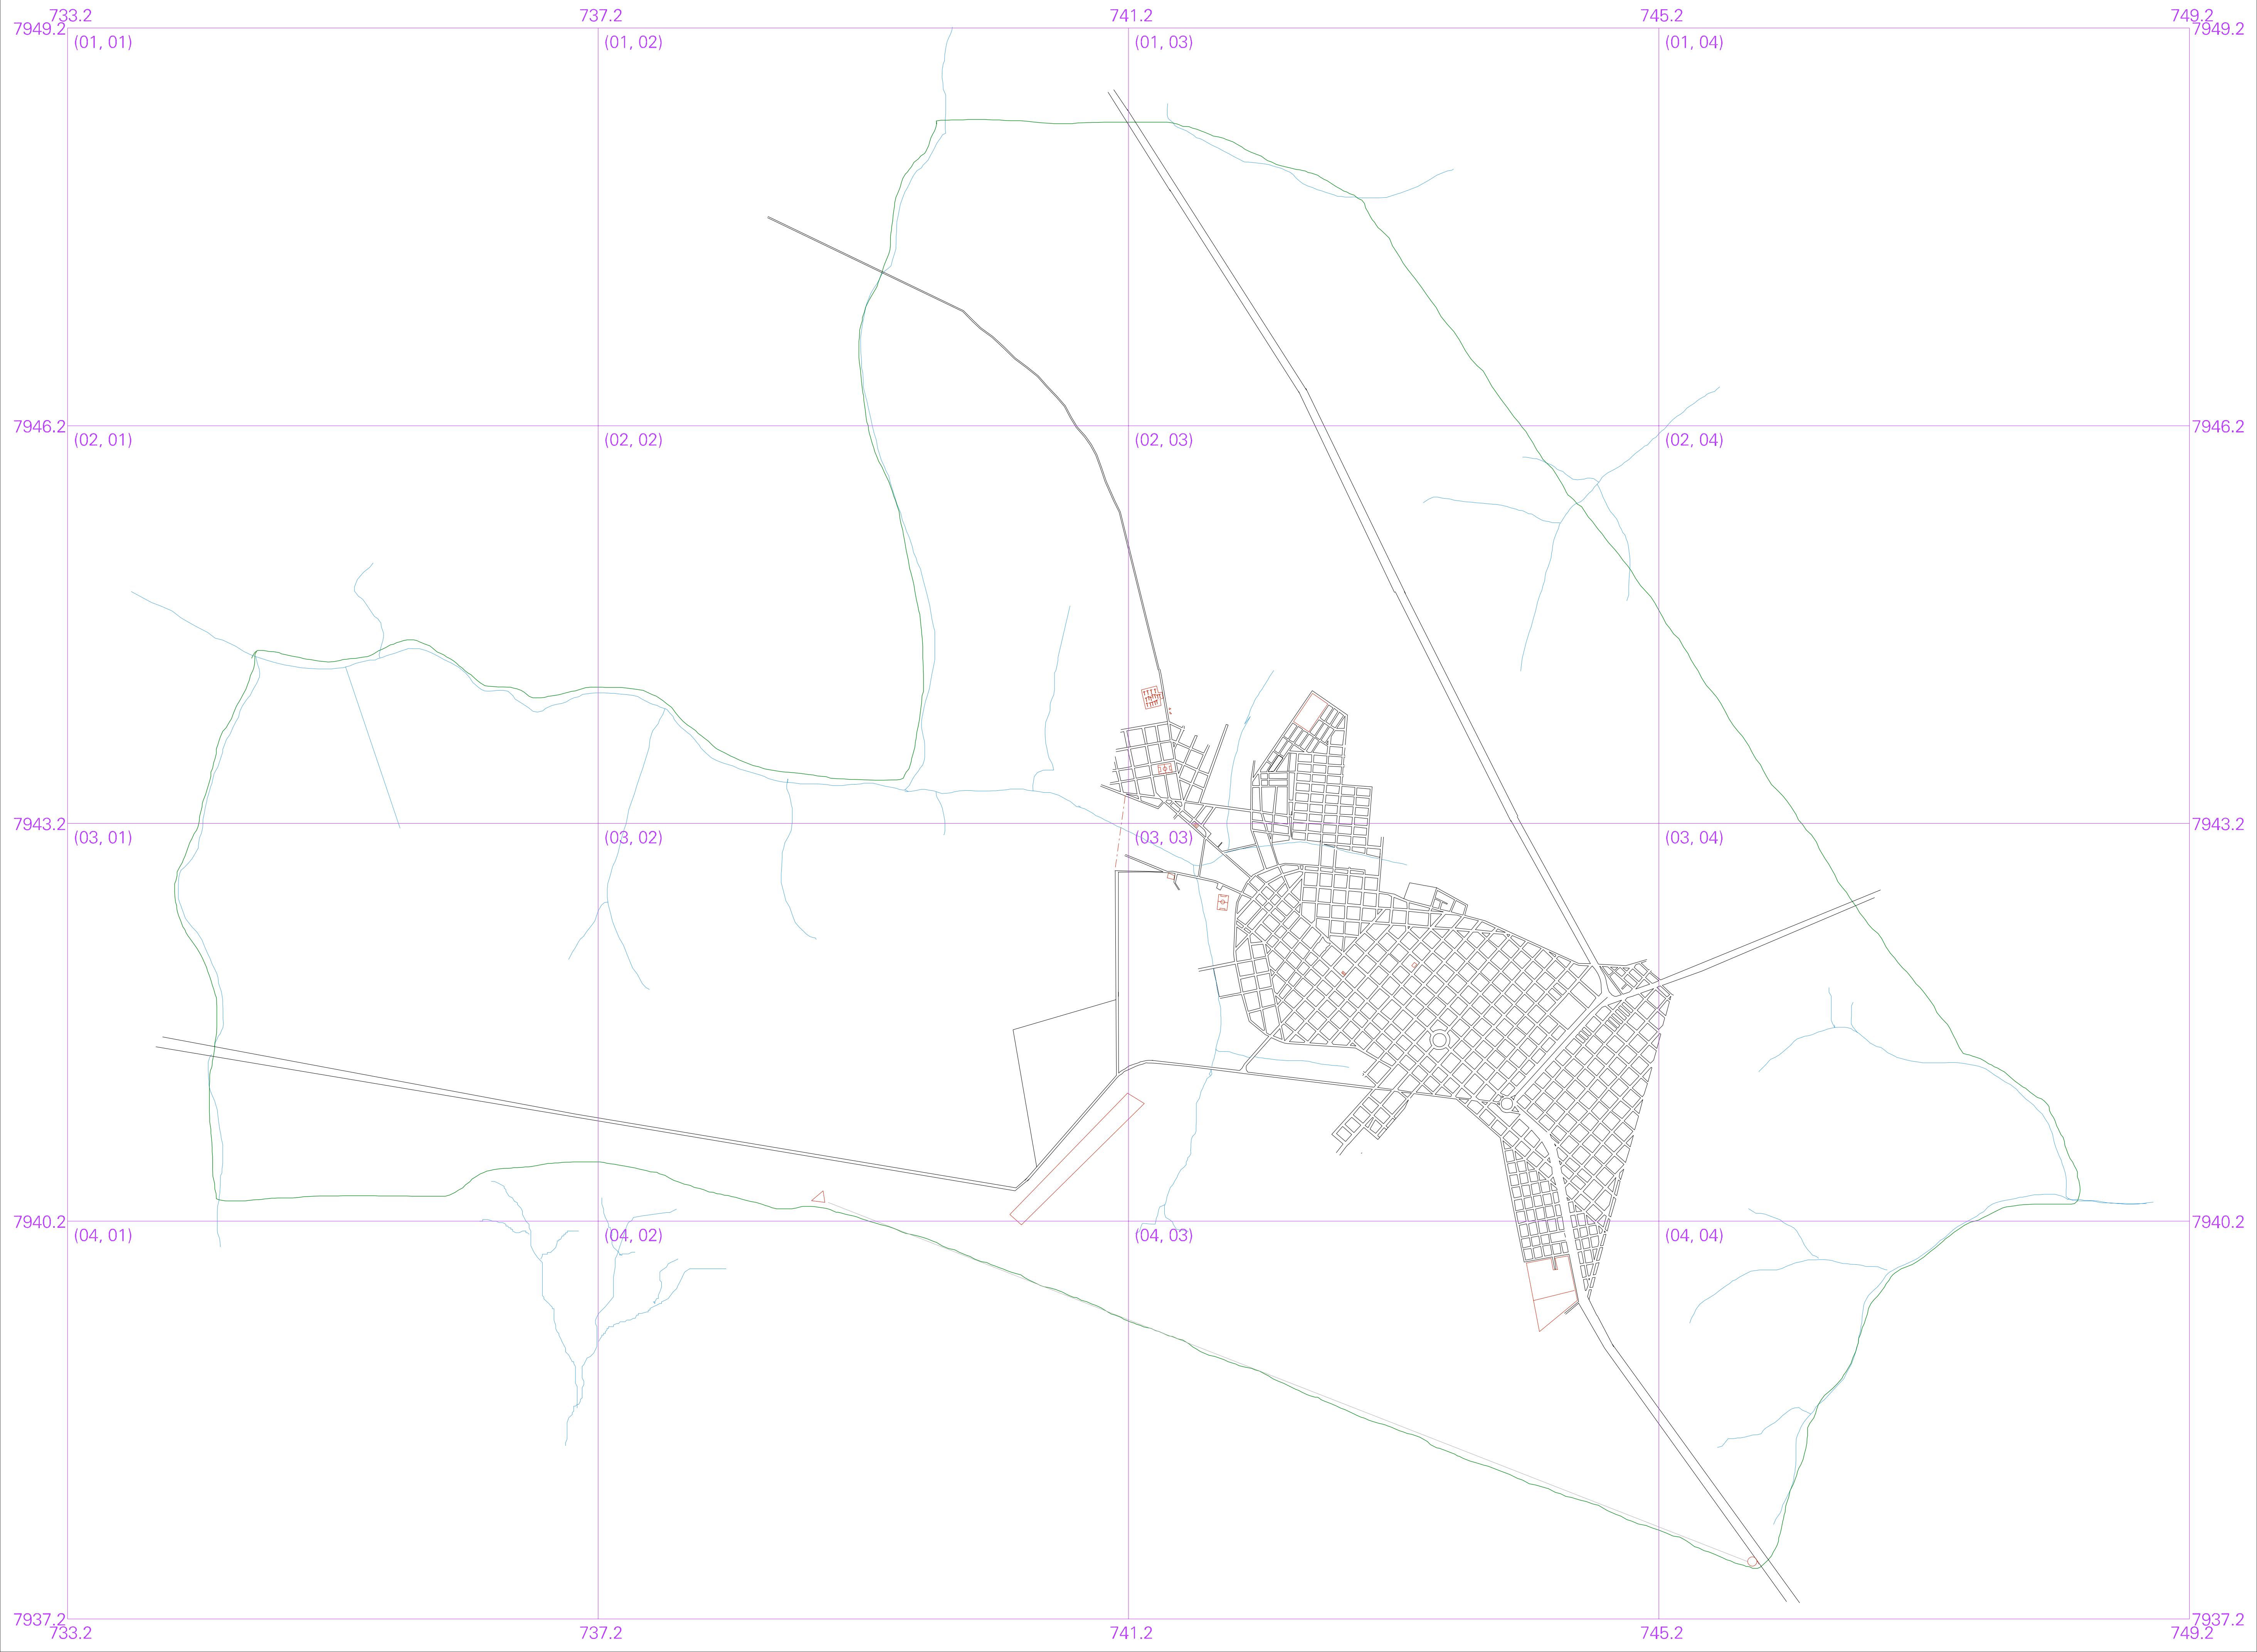 733.2 737.2 741.2 745.2 749.2
7949.2 7949.2
(01, 01) (01, 02) (01, 03) (01, 04)
7946.2 7946.2
(02, 01) (02, 02) (02, 03) (02, 04)
7943.2 7943.2
(03, 01) (03, 02) (03, 03) (03, 04)
7940.2 7940.2
(04, 01) (04, 02) (04, 03) (04, 04)
7937.2 7937.2
733.2 737.2 741.2 745.2 749.2